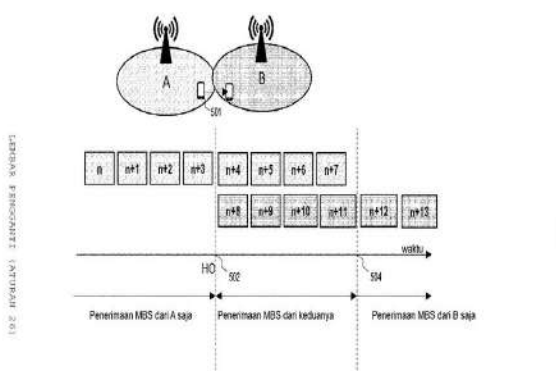 A B
501
n n+1 n+2 n+3 n+4 n+5 n+6 n+7
n+8 n+9 n+10 n+11 n+12 n+13
waktu
HO 502 504
Penerimaan MBS dari A saja Penerimaan MBS dari keduanya Penerimaan MBS dari B saja
LEMBAR PENGGANTI (ATURAN 26)